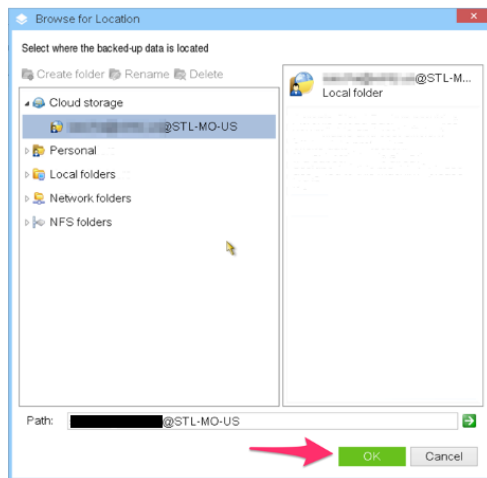 Browse for Location
Select where the backed-up data is located
Create folder Rename Delete
Cloud storage
@STL-MO-US
Personal
Local folders
Network folders
NFS folders
@STL-M...
Local folder
Path: @STL-MO-US
OK Cancel